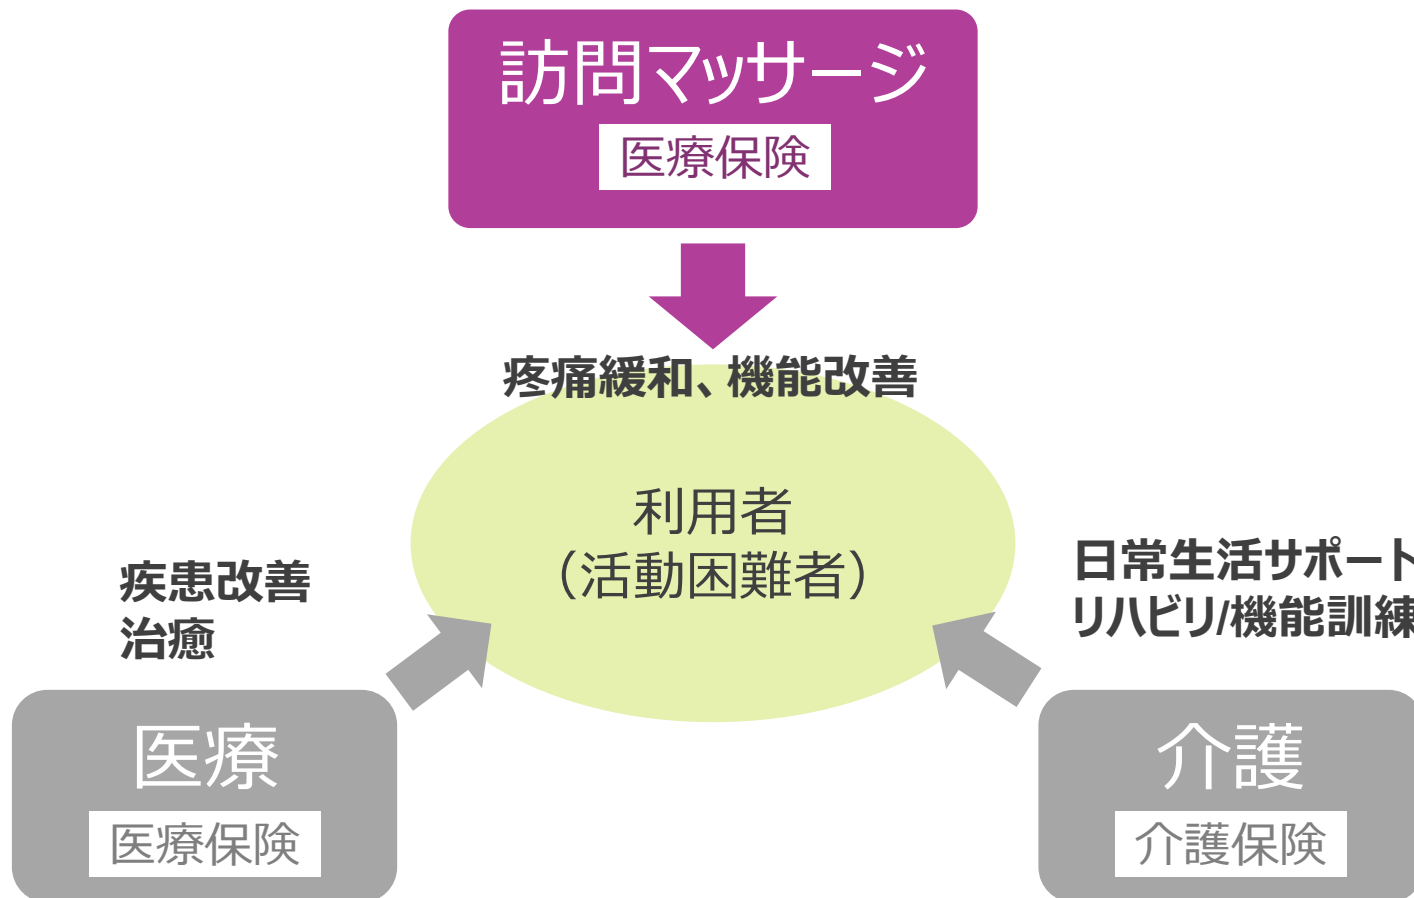 訪問マッサージ
医療保険
疼痛緩和、機能改善
利用者
（活動困難者）
疾患改善
治癒
日常生活サポート
リハビリ/機能訓練
医療
医療保険
介護
介護保険